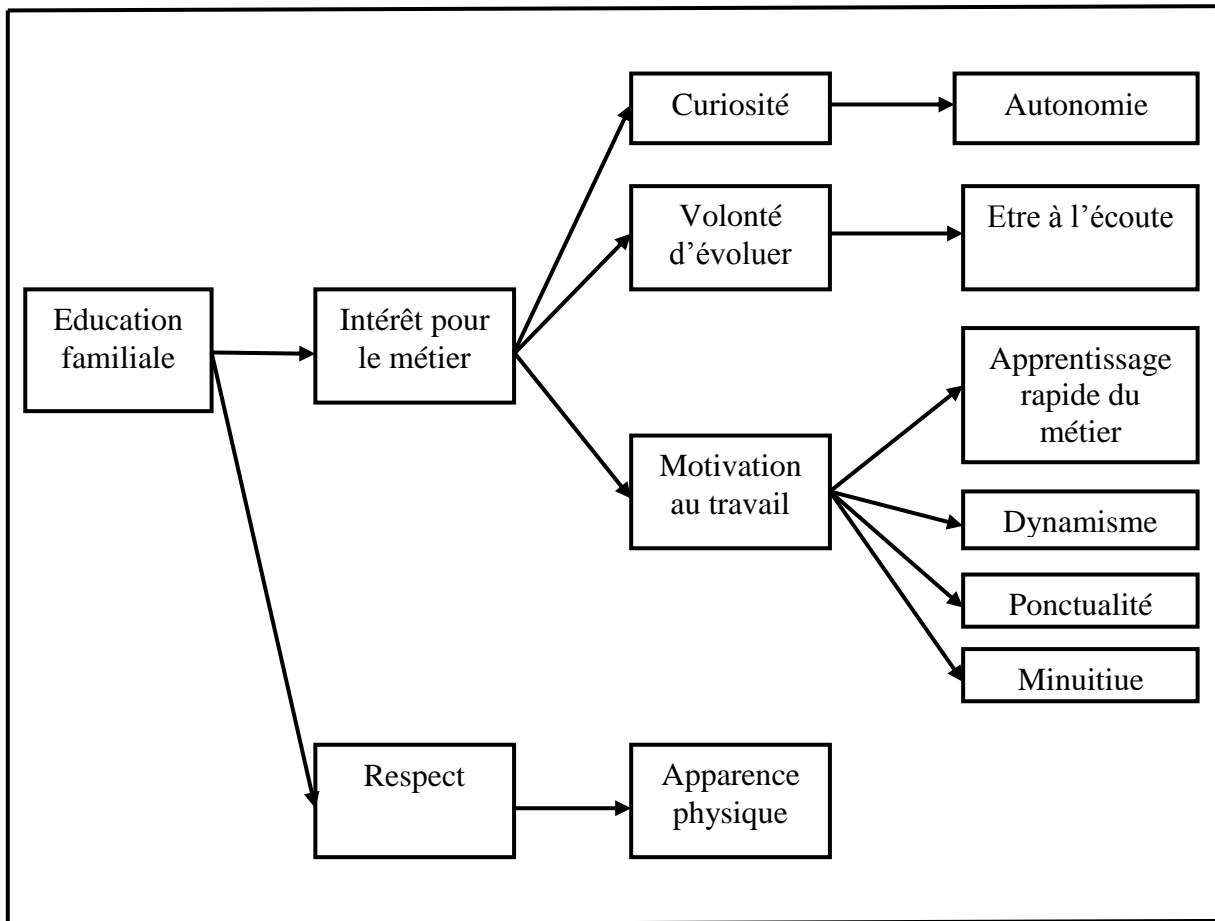 Curiosité
Autonomie
Volonté
d’évoluer
Etre à l’écoute
Education
familiale
Intérêt pour
le métier
Apprentissage
rapide du
métier
Motivation
au travail
Dynamisme
Ponctualité
Minuitiue
Respect
Apparence
physique